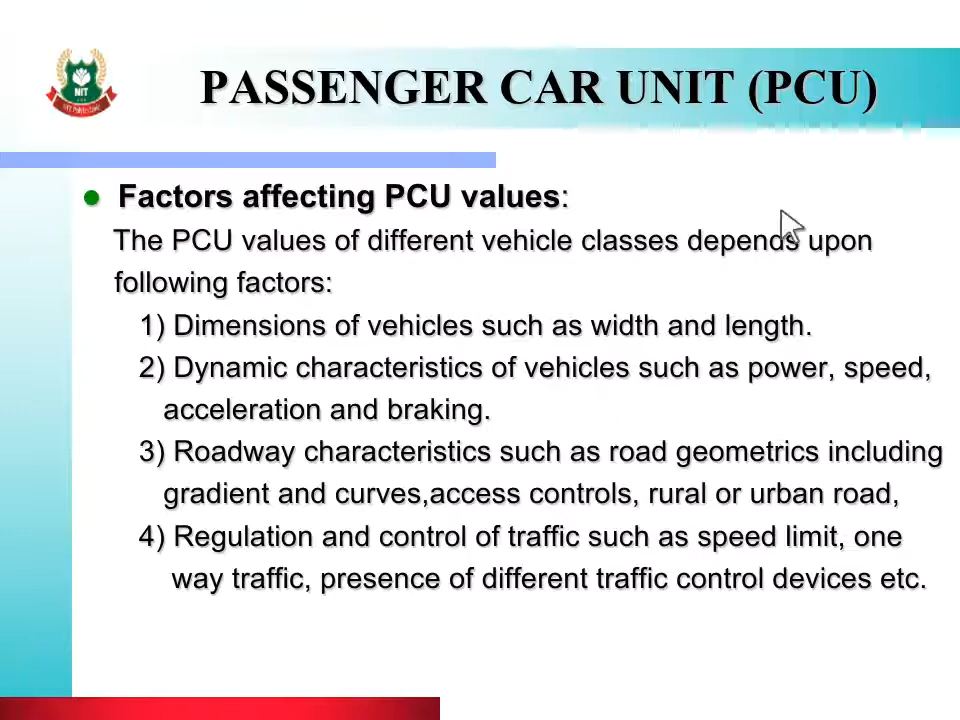 NIT
PASSENGER CAR UNIT (PCU)
Factors affecting PCU values:
The PCU values of different vehicle classes depends upon
following factors:
1) Dimensions of vehicles such as width and length.
2) Dynamic characteristics of vehicles such as power, speed,
acceleration and braking.
3) Roadway characteristics such as road geometrics including
gradient and curves,access controls, rural or urban road,
4) Regulation and control of traffic such as speed limit, one
way traffic, presence of different traffic control devices etc.